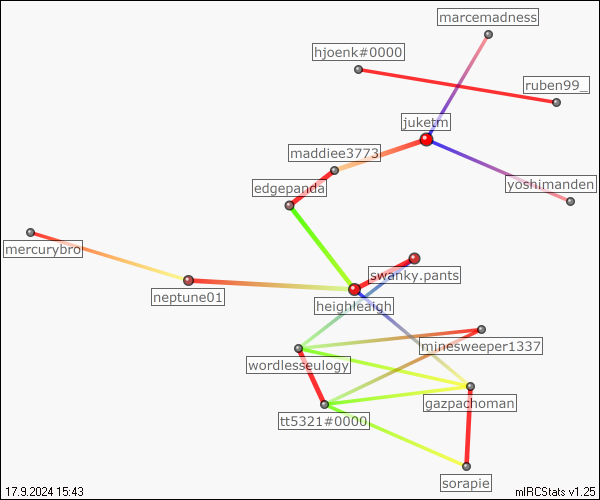 marcemadness
hjoenk#0000
ruben99_
juketm
maddiee3773
edgepanda
yoshimanden
mercurybro
swanky.pants
neptune01
heighleaigh
minesweeper1337
wordlesseulogy
gazpachoman
tt5321#0000
sorapie
17.9.2024 15:43
mIRCStats v1.25